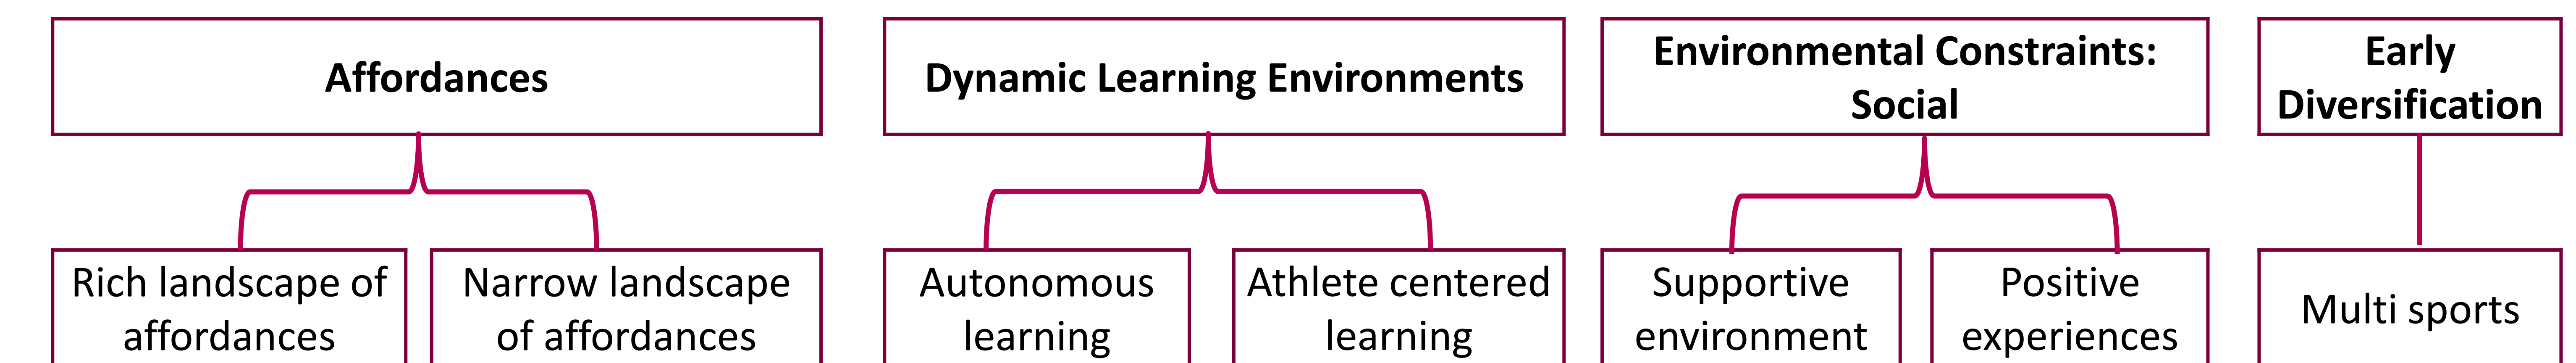 Affordances
Dynamic Learning Environments
Environmental Constraints:
Social
Early
Diversification
Rich landscape of
affordances
Narrow landscape
of affordances
Autonomous
learning
Athlete centered
learning
Supportive
environment
Positive
experiences
Multi sports